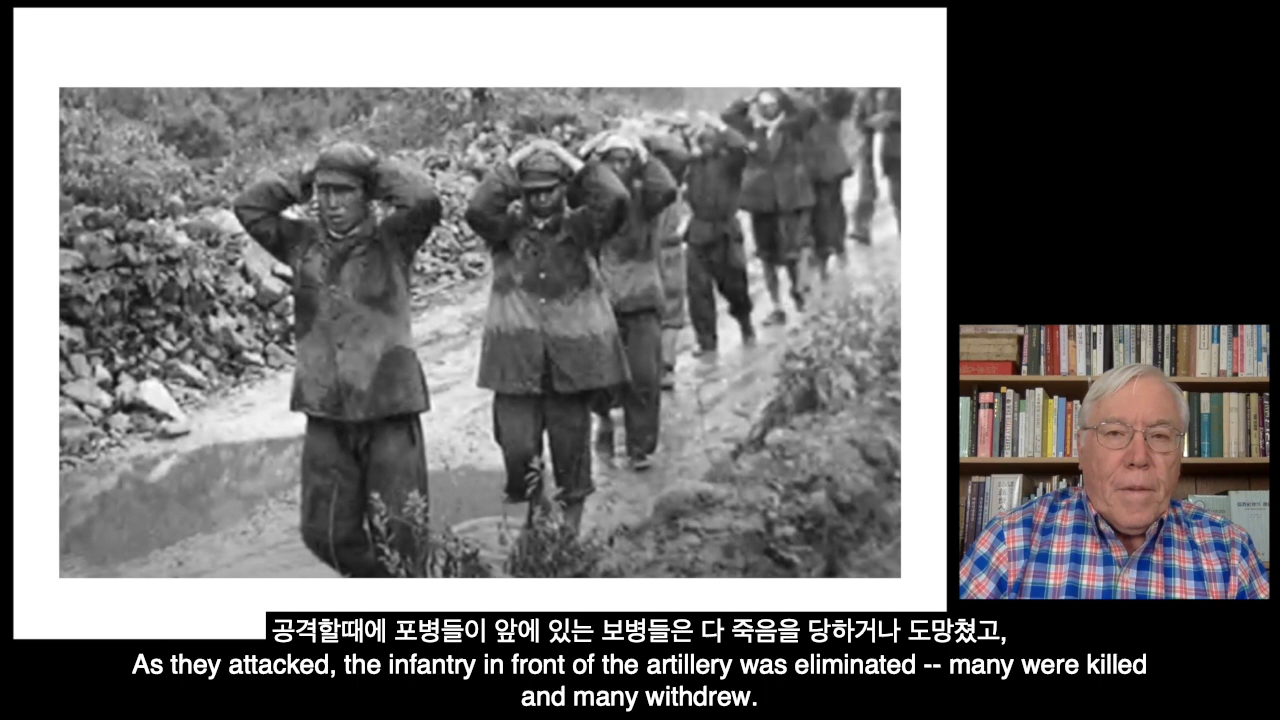 공격할때에 포병들이 앞에 있는 보병들은 다 죽음을 당하거나 도망쳤고,
As they attacked, the infantry in front of the artillery was eliminated -- many were killed
and many withdrew.